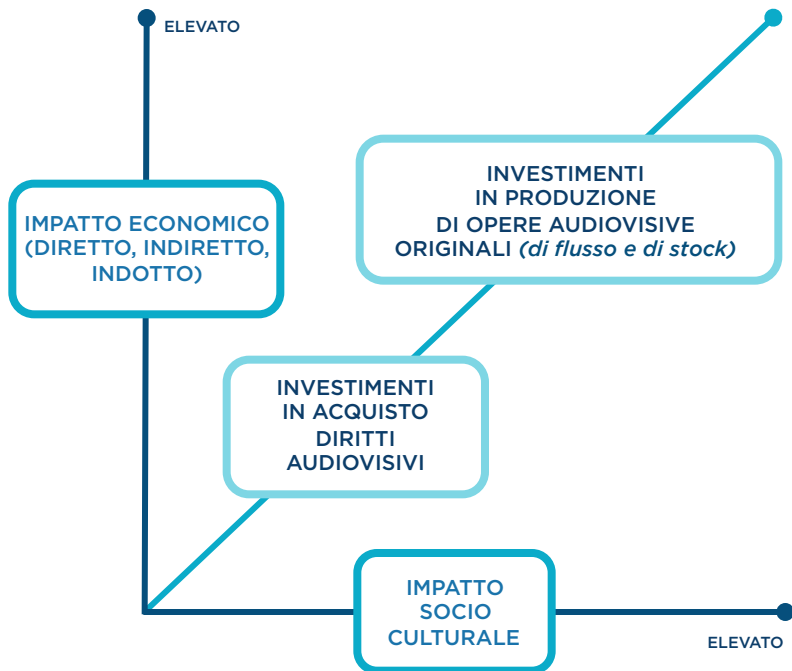 ELEVATO
INVESTIMENTI
IN PRODUZIONE
DI OPERE AUDIOVISIVE
ORIGINALI (di flusso e di stock)
IMPATTO ECONOMICO
(DIRETTO, INDIRETTO,
INDOTTO)
INVESTIMENTI
IN ACQUISTO
DIRITTI
AUDIOVISIVI
IMPATTO
SOCIO
CULTURALE
ELEVATO